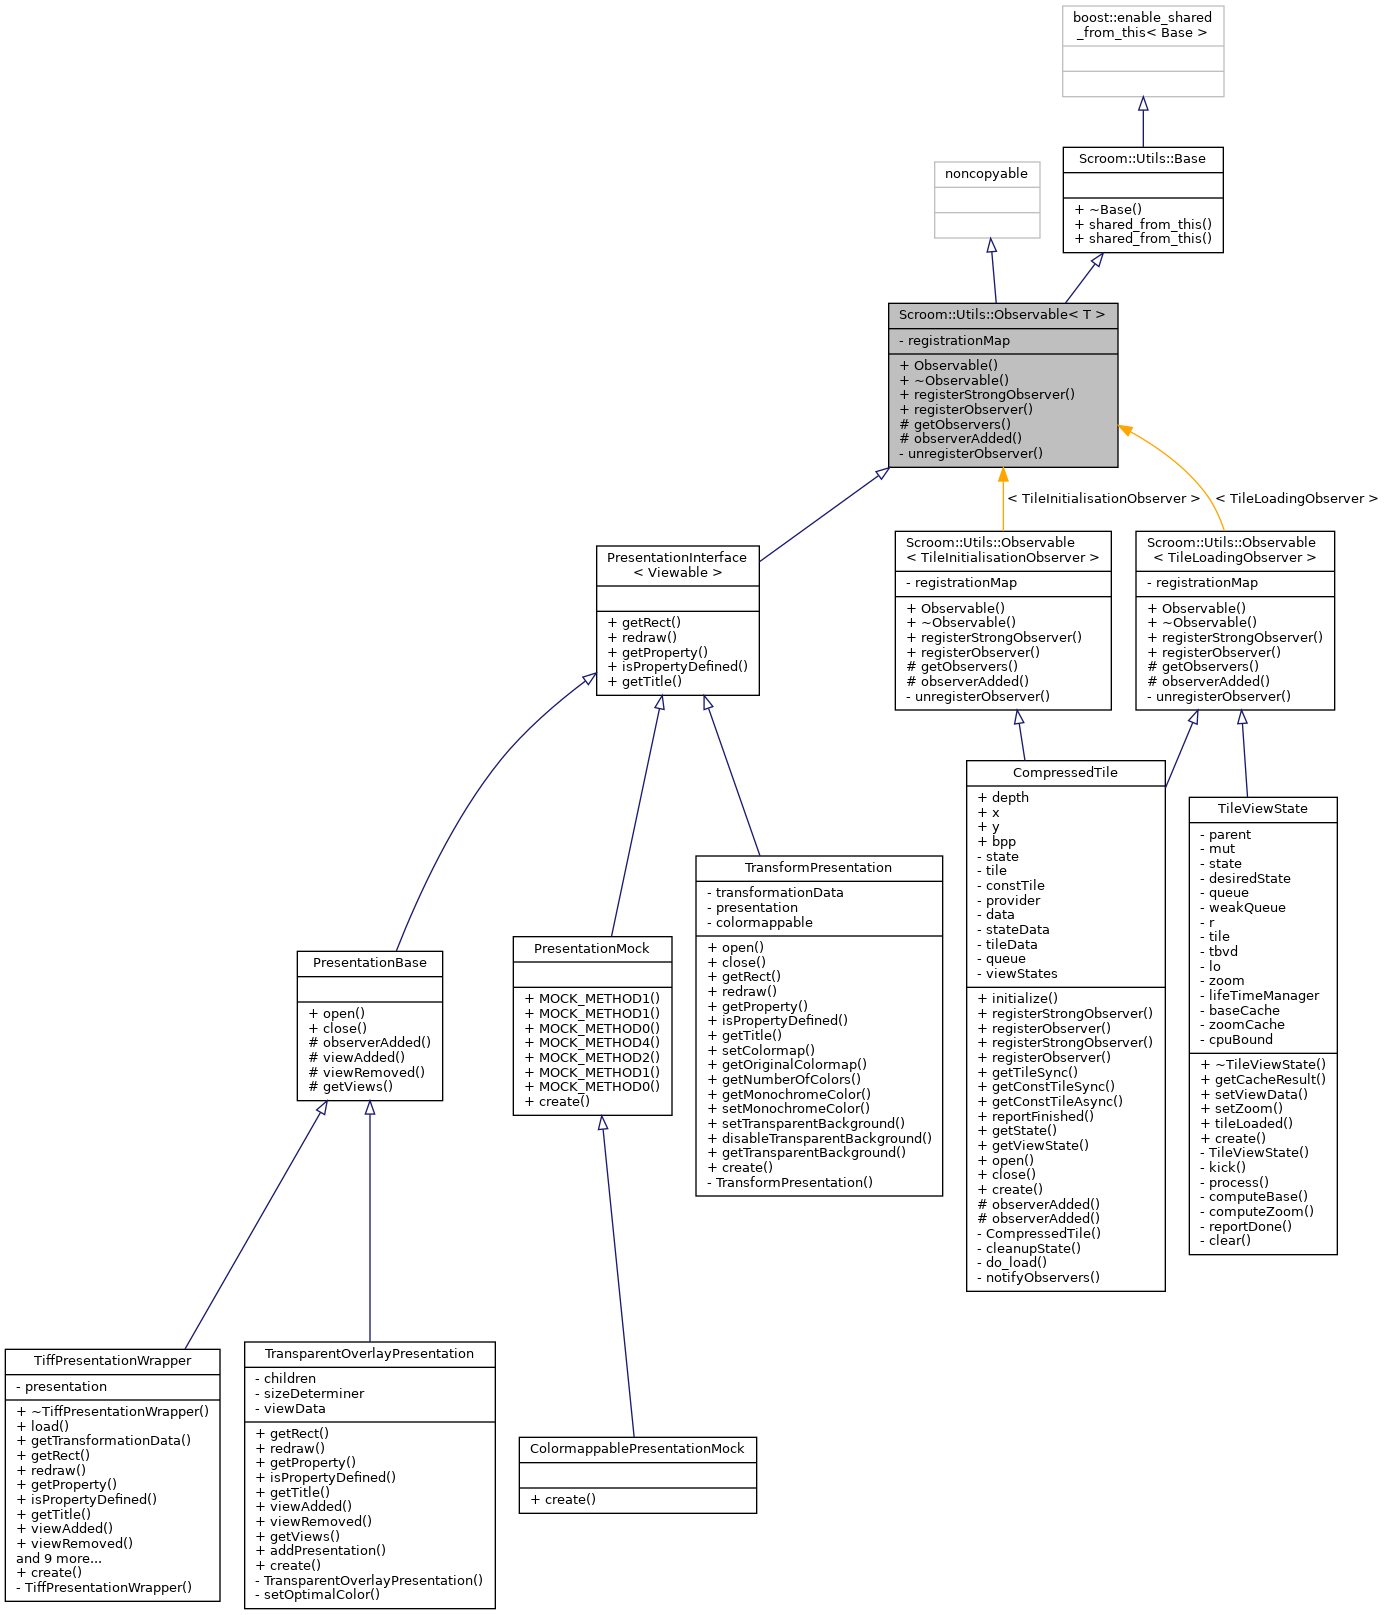 boost::enable_shared
_from_this< Base >
noncopyable
Scroom::Utils::Base
+ ~Base()
+ shared_from_this()
+ shared_from_this()
Scroom::Utils::Observable< T >
- registrationMap
+ Observable()
+ ~Observable()
+ registerStrongObserver()
+ registerObserver()
# getObservers()
# observerAdded()
- unregisterObserver()
< TileInitialisationObserver >
< TileLoadingObserver >
PresentationInterface
< Viewable >
+ getRect()
+ redraw()
+ getProperty()
+ isPropertyDefined()
+ getTitle()
Scroom::Utils::Observable
< TileInitialisationObserver >
- registrationMap
+ Observable()
+ ~Observable()
+ registerStrongObserver()
+ registerObserver()
# getObservers()
# observerAdded()
- unregisterObserver()
Scroom::Utils::Observable
< TileLoadingObserver >
- registrationMap
+ Observable()
+ ~Observable()
+ registerStrongObserver()
+ registerObserver()
# getObservers()
# observerAdded()
- unregisterObserver()
PresentationBase
+ open()
+ close()
# observerAdded()
# viewAdded()
# viewRemoved()
# getViews()
PresentationMock
+ MOCK_METHOD1()
+ MOCK_METHOD1()
+ MOCK_METHOD0()
+ MOCK_METHOD4()
+ MOCK_METHOD2()
+ MOCK_METHOD1()
+ MOCK_METHOD0()
+ create()
TransformPresentation
- transformationData
- presentation
- colormappable
+ open()
+ close()
+ getRect()
+ redraw()
+ getProperty()
+ isPropertyDefined()
+ getTitle()
+ setColormap()
+ getOriginalColormap()
+ getNumberOfColors()
+ getMonochromeColor()
+ setMonochromeColor()
+ setTransparentBackground()
+ disableTransparentBackground()
+ getTransparentBackground()
+ create()
- TransformPresentation()
CompressedTile
+ depth
+ x
+ y
+ bpp
- state
- tile
- constTile
- provider
- data
- stateData
- tileData
- queue
- viewStates
+ initialize()
+ registerStrongObserver()
+ registerObserver()
+ registerStrongObserver()
+ registerObserver()
+ getTileSync()
+ getConstTileSync()
+ getConstTileAsync()
+ reportFinished()
+ getState()
+ getViewState()
+ open()
+ close()
+ create()
# observerAdded()
# observerAdded()
- CompressedTile()
- cleanupState()
- do_load()
- notifyObservers()
TileViewState
- parent
- mut
- state
- desiredState
- queue
- weakQueue
- r
- tile
- tbvd
- lo
- zoom
- lifeTimeManager
- baseCache
- zoomCache
- cpuBound
+ ~TileViewState()
+ getCacheResult()
+ setViewData()
+ setZoom()
+ tileLoaded()
+ create()
- TileViewState()
- kick()
- process()
- computeBase()
- computeZoom()
- reportDone()
- clear()
TiffPresentationWrapper
- presentation
+ ~TiffPresentationWrapper()
+ load()
+ getTransformationData()
+ getRect()
+ redraw()
+ getProperty()
+ isPropertyDefined()
+ getTitle()
+ viewAdded()
+ viewRemoved()
and 9 more...
+ create()
- TiffPresentationWrapper()
TransparentOverlayPresentation
- children
- sizeDeterminer
- viewData
+ getRect()
+ redraw()
+ getProperty()
+ isPropertyDefined()
+ getTitle()
+ viewAdded()
+ viewRemoved()
+ getViews()
+ addPresentation()
+ create()
- TransparentOverlayPresentation()
- setOptimalColor()
ColormappablePresentationMock
+ create()